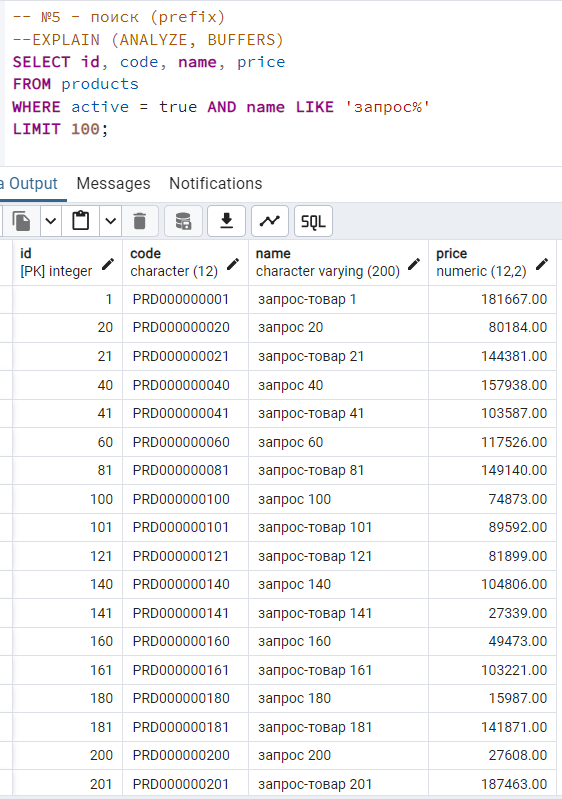 -- №5 - поиск (prefix)
--EXPLAIN (ANALYZE, BUFFERS)
SELECT id, code, name, price
FROM products
WHERE active = true AND name LIKE 'запрос%'
LIMIT 100;
a Output Messages Notifications
SQL
id code name price
[PK] integer character (12) character varying (200) numeric (12,2)
1 PRD000000001 запрос-товар 1 181667.00
20 PRD000000020 запрос 20 80184.00
21 PRD000000021 запрос-товар 21 144381.00
40 PRD000000040 запрос 40 157938.00
41 PRD000000041 запрос-товар 41 103587.00
60 PRD000000060 запрос 60 117526.00
81 PRD000000081 запрос-товар 81 149140.00
100 PRD000000100 запрос 100 74873.00
101 PRD000000101 запрос-товар 101 89592.00
121 PRD000000121 запрос-товар 121 81899.00
140 PRD000000140 запрос 140 104806.00
141 PRD000000141 запрос-товар 141 27339.00
160 PRD000000160 запрос 160 49473.00
161 PRD000000161 запрос-товар 161 103221.00
180 PRD000000180 запрос 180 15987.00
181 PRD000000181 запрос-товар 181 141871.00
200 PRD000000200 запрос 200 27608.00
201 PRD000000201 запрос-товар 201 187463.00